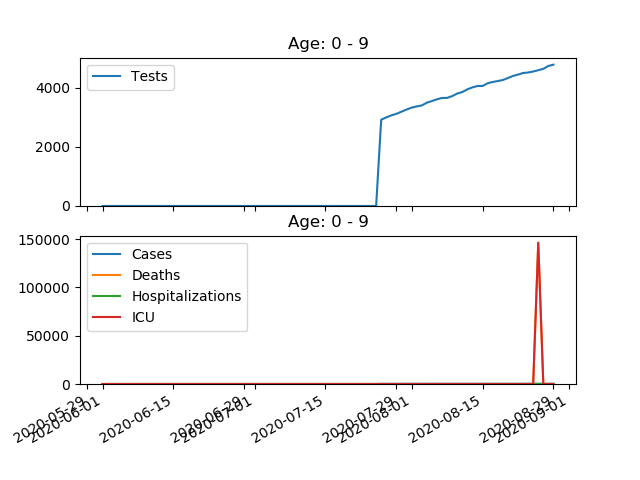 Age: 0 - 9
Tests
4000
2000
0
Age: 0 - 9
150000
100000
50000
0
Cases
Deaths
Hospitalizations
ICU
2020-05-29
2020-06-01
2020-06-15
2020-06-29
2020-07-01
2020-07-15
2020-07-29
2020-08-01
2020-08-15
2020-08-29
2020-09-01